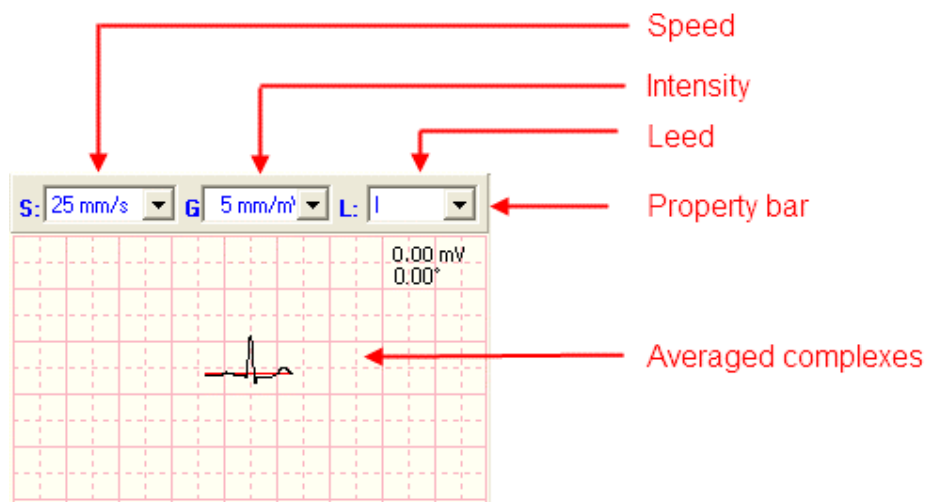 Speed
Intensity
Leed
S: 25 mm/s G 5 mm/m\ L: I Property bar
0.00 mV
0.00°
Averaged complexes